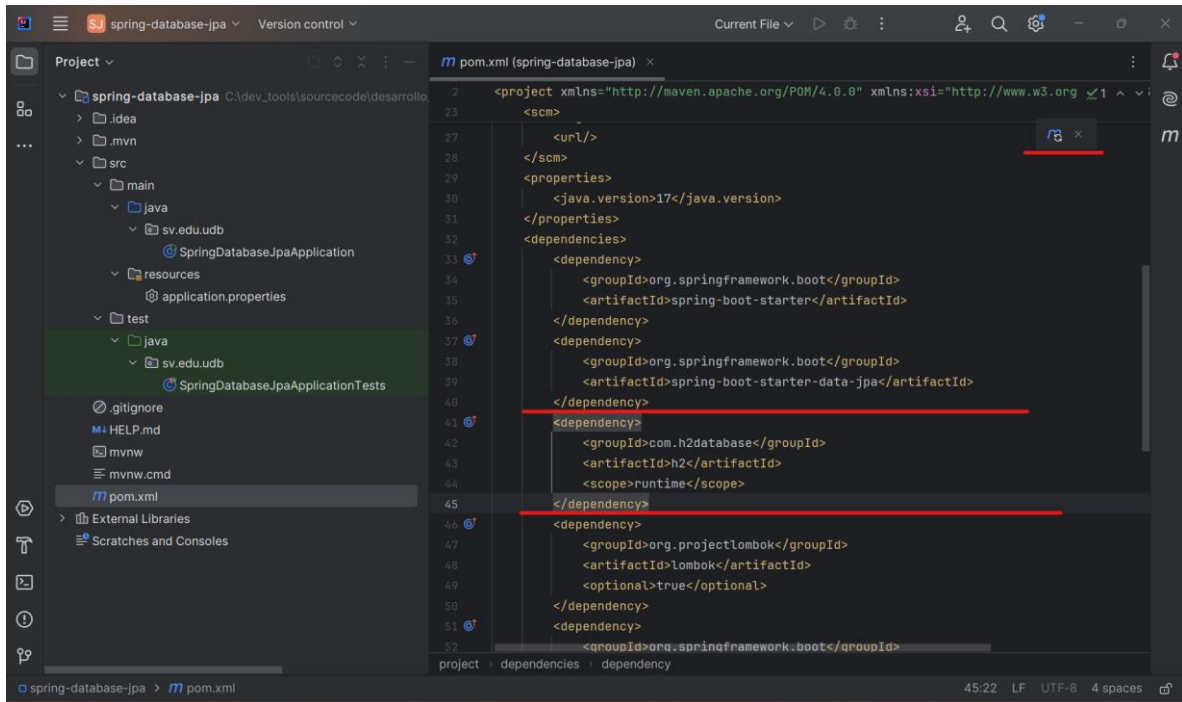 SJ spring-database-jpa Version control Current File
Project
spring-database-jpa C:\dev_tools\sourcecode\desarrollo
.idea
.mvn
src
main
java
sv.edu.udb
SpringDatabaseJpaApplication
resources
application.properties
test
java
sv.edu.udb
SpringDatabaseJpaApplicationTests
.gitignore
M↓ HELP.md
mvnw
mvnw.cmd
m pom.xml
External Libraries
Scratches and Consoles
m pom.xml (spring-database-jpa)
2 <project xmlns="http://maven.apache.org/POM/4.0.0" xmlns:xsi="http://www.w3.org 1
23 <scm>
27 <url/>
28 </scm>
29 <properties>
30 <java.version>17</java.version>
31 </properties>
32 <dependencies>
33 <dependency>
34 <groupId>org.springframework.boot</groupId>
35 <artifactId>spring-boot-starter</artifactId>
36 </dependency>
37 <dependency>
38 <groupId>org.springframework.boot</groupId>
39 <artifactId>spring-boot-starter-data-jpa</artifactId>
40 </dependency>
41 <dependency>
42 <groupId>com.h2database</groupId>
43 <artifactId>h2</artifactId>
44 <scope>runtime</scope>
45 </dependency>
46 <dependency>
47 <groupId>org.projectlombok</groupId>
48 <artifactId>lombok</artifactId>
49 <optional>true</optional>
50 </dependency>
51 <dependency>
52 <groupId>org.springframework.boot</groupId>
m
m
project › dependencies › dependency
spring-database-jpa > m pom.xml 45:22 LF UTF-8 4 spaces